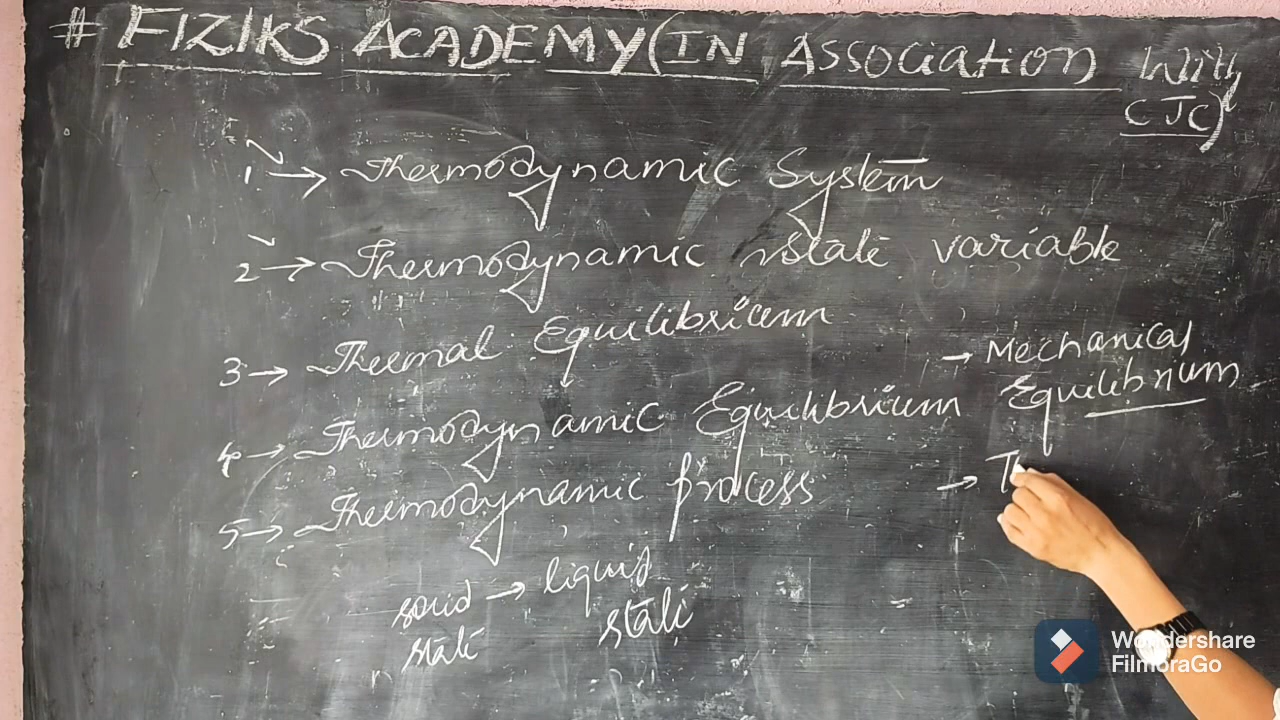 # FIZIKS ACADEMY (IN ASSOCIATION With
CJC)
1 → Thermodynamic System
2 → Thermodynamic state variable
3 → Thermal Equilibrium
4 → Thermodynamic Equilibrium
→ Mechanical
Equilibrium
5 → Thermodynamic process
→ T
solid → liquid
state state
Wondershare
FilmoraGo